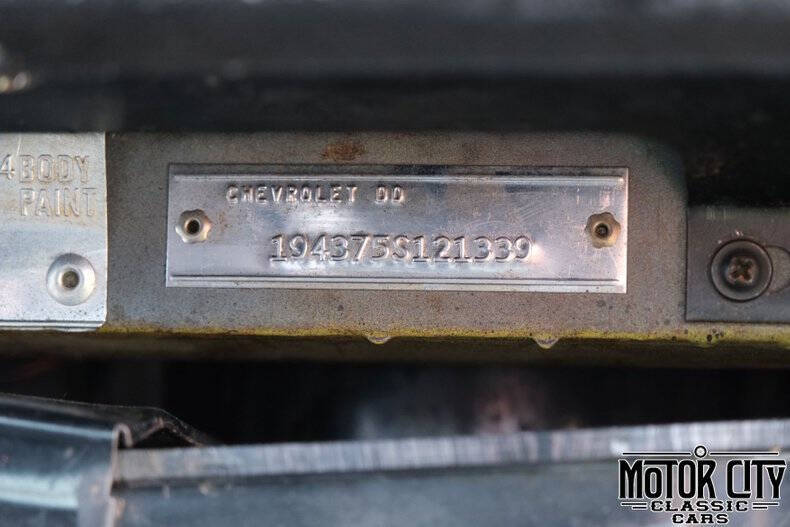 4 BODY
PAINT
CHEVROLET DD
194375S121339
MOTOR CITY
CLASSIC
CARS